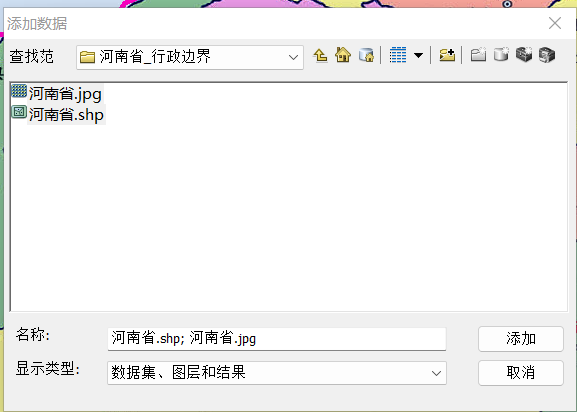 添加数据
查找范
河南省_行政边界
河南省.jpg
河南省.shp
名称:
河南省.shp; 河南省.jpg
添加
显示类型:
数据集、图层和结果
取消